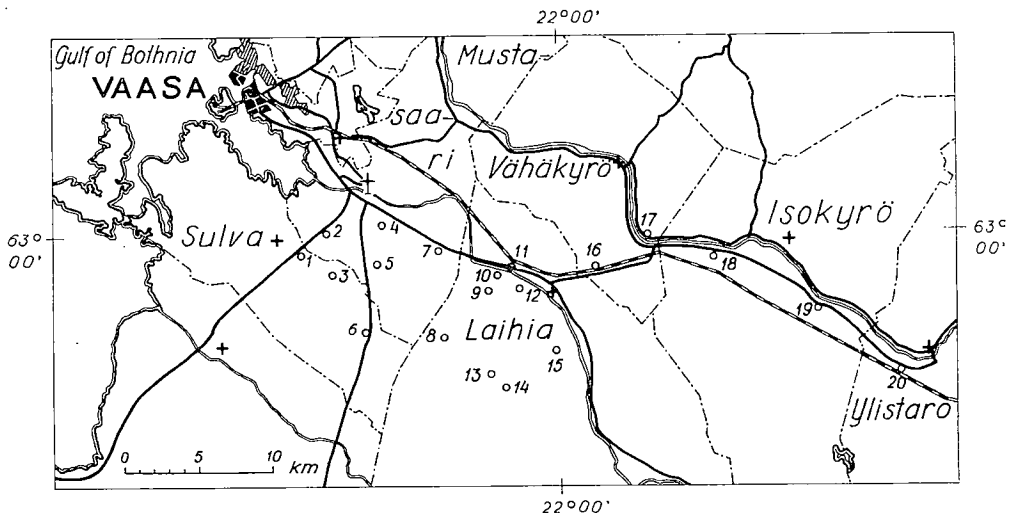 22°00'
Gulf of Bothnia
Musta-
VAASA
saa-
ri
Vähäkyrö
Isokyrö
17
63°
00'
Sulva
2
4
63°
00'
1
3
5
7
11
16
18
10
9
12
19
6
8
Laihia
15
13
14
20
Ylistaro
0 5 10 km
22°00'